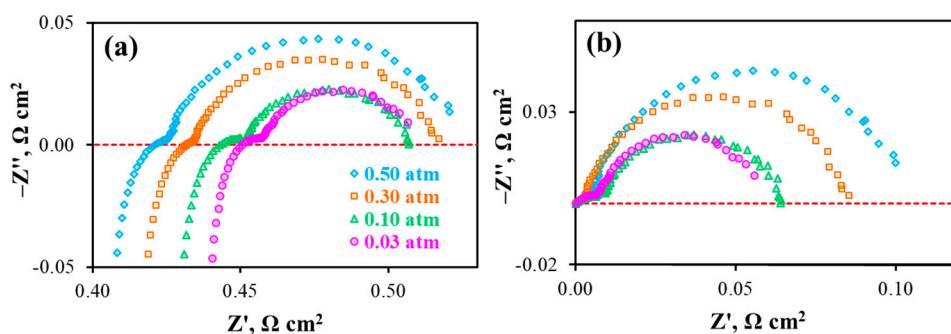 (a)
0.05
0.00
-0.05
−Z'', Ω cm²
0.40
0.45
0.50
Z', Ω cm²
0.50 atm
0.30 atm
0.10 atm
0.03 atm
(b)
0.03
-0.02
−Z'', Ω cm²
0.00
0.05
0.10
Z', Ω cm²